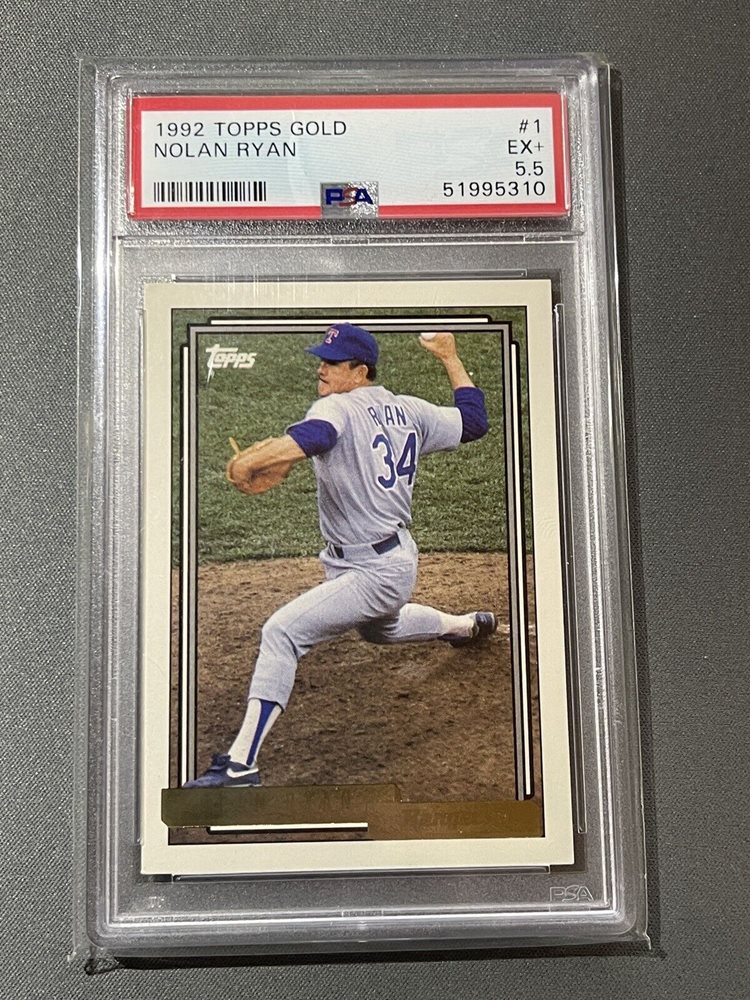 1992 TOPPS GOLD #1
NOLAN RYAN EX+
5.5
PSA 51995310
Topps
RYAN
34
T
PSA